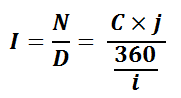 I = N/D = (C × j)/(360/i)